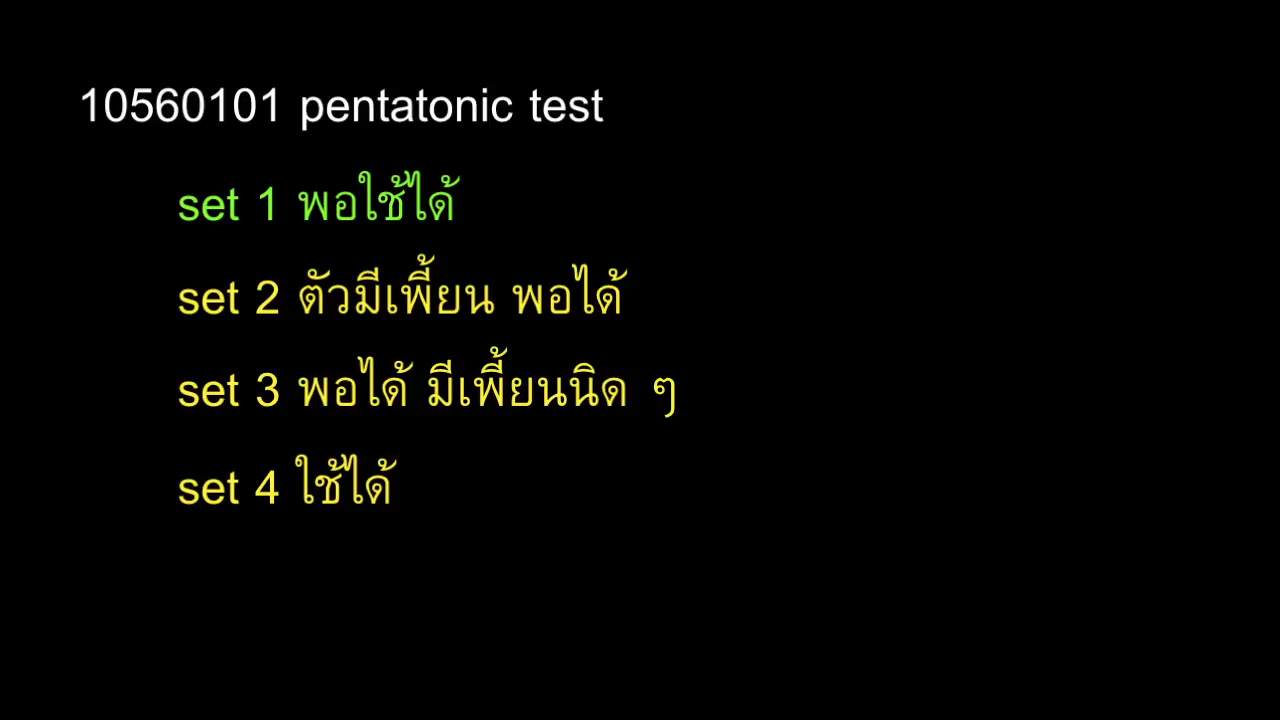 10560101 pentatonic test
set 1 พอใช้ได้
set 2 ตัวมีเพี้ยน พอได้
set 3 พอได้ มีเพี้ยนนิด ๆ
set 4 ใช้ได้